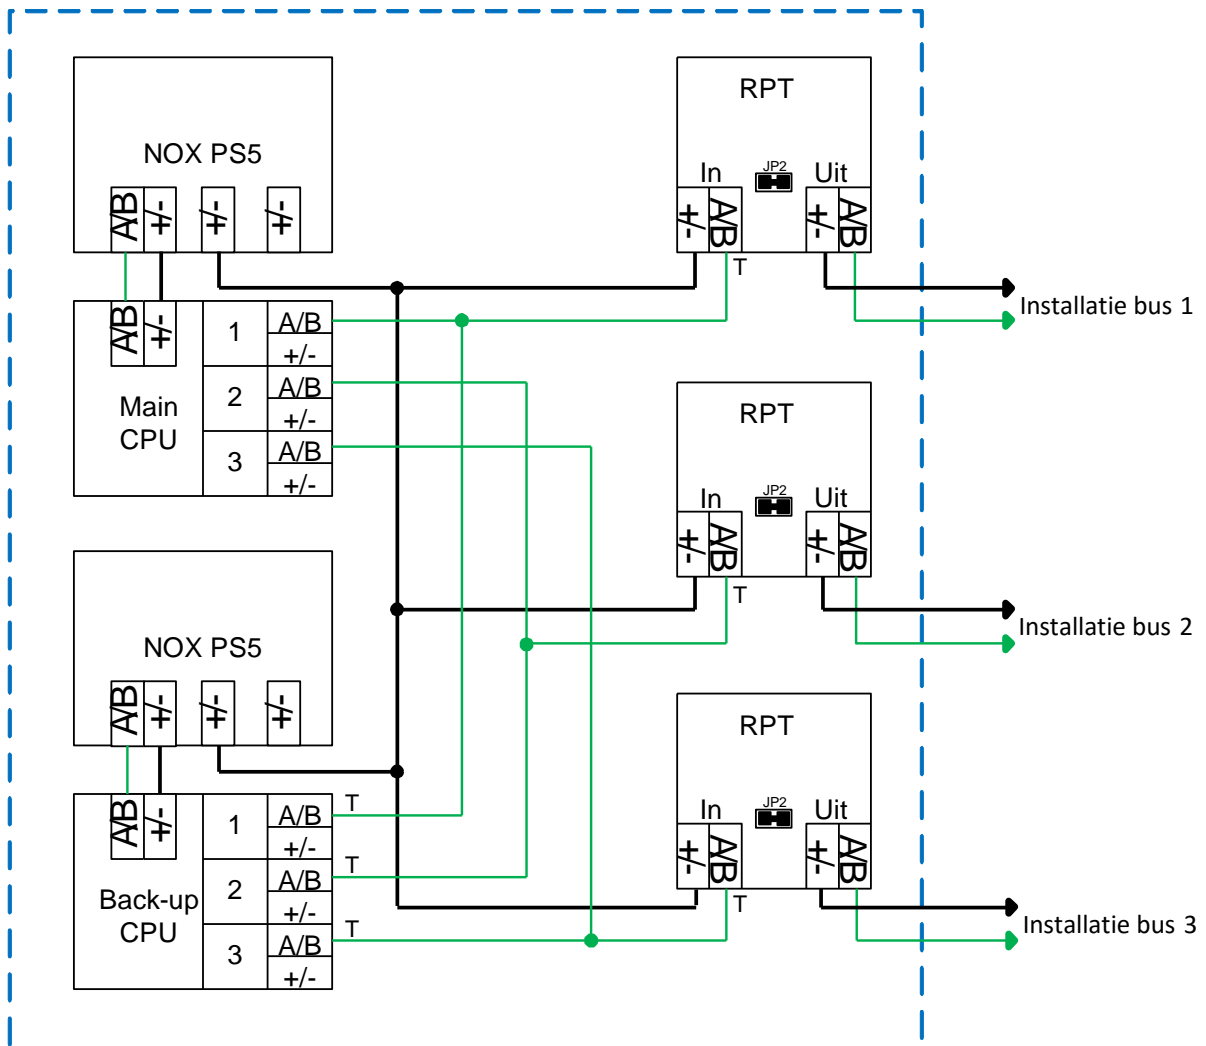 NOX PS5
A/B
+/-
+/-
+/-
A/B
+/-
Main
CPU
1
A/B
+/-
2
A/B
+/-
3
A/B
+/-
RPT
In
JP2
Uit
+/-
A/B
+/-
A/B
T
Installatie bus 1
RPT
In
JP2
Uit
+/-
A/B
+/-
A/B
T
Installatie bus 2
NOX PS5
A/B
+/-
+/-
+/-
A/B
+/-
Back-up
CPU
1
A/B
+/-
2
A/B
+/-
3
A/B
+/-
T
T
T
RPT
In
JP2
Uit
+/-
A/B
+/-
A/B
T
Installatie bus 3